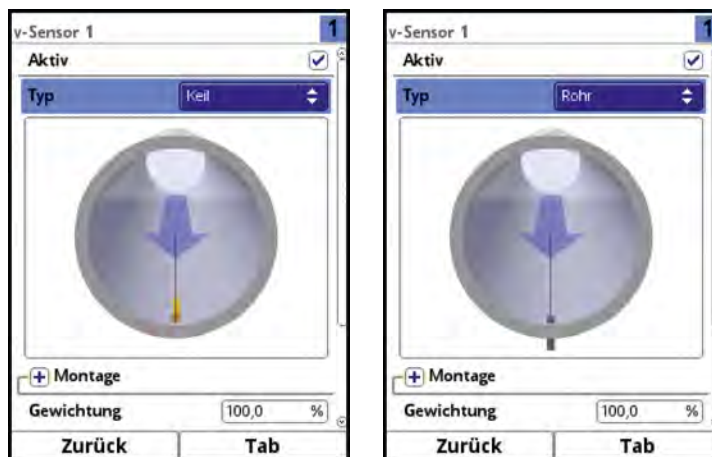 v-Sensor 1 1
Aktiv
Typ Keil
+ Montage
Gewichtung 100,0 %
Zurück Tab
v-Sensor 1 1
Aktiv
Typ Rohr
+ Montage
Gewichtung 100,0 %
Zurück Tab